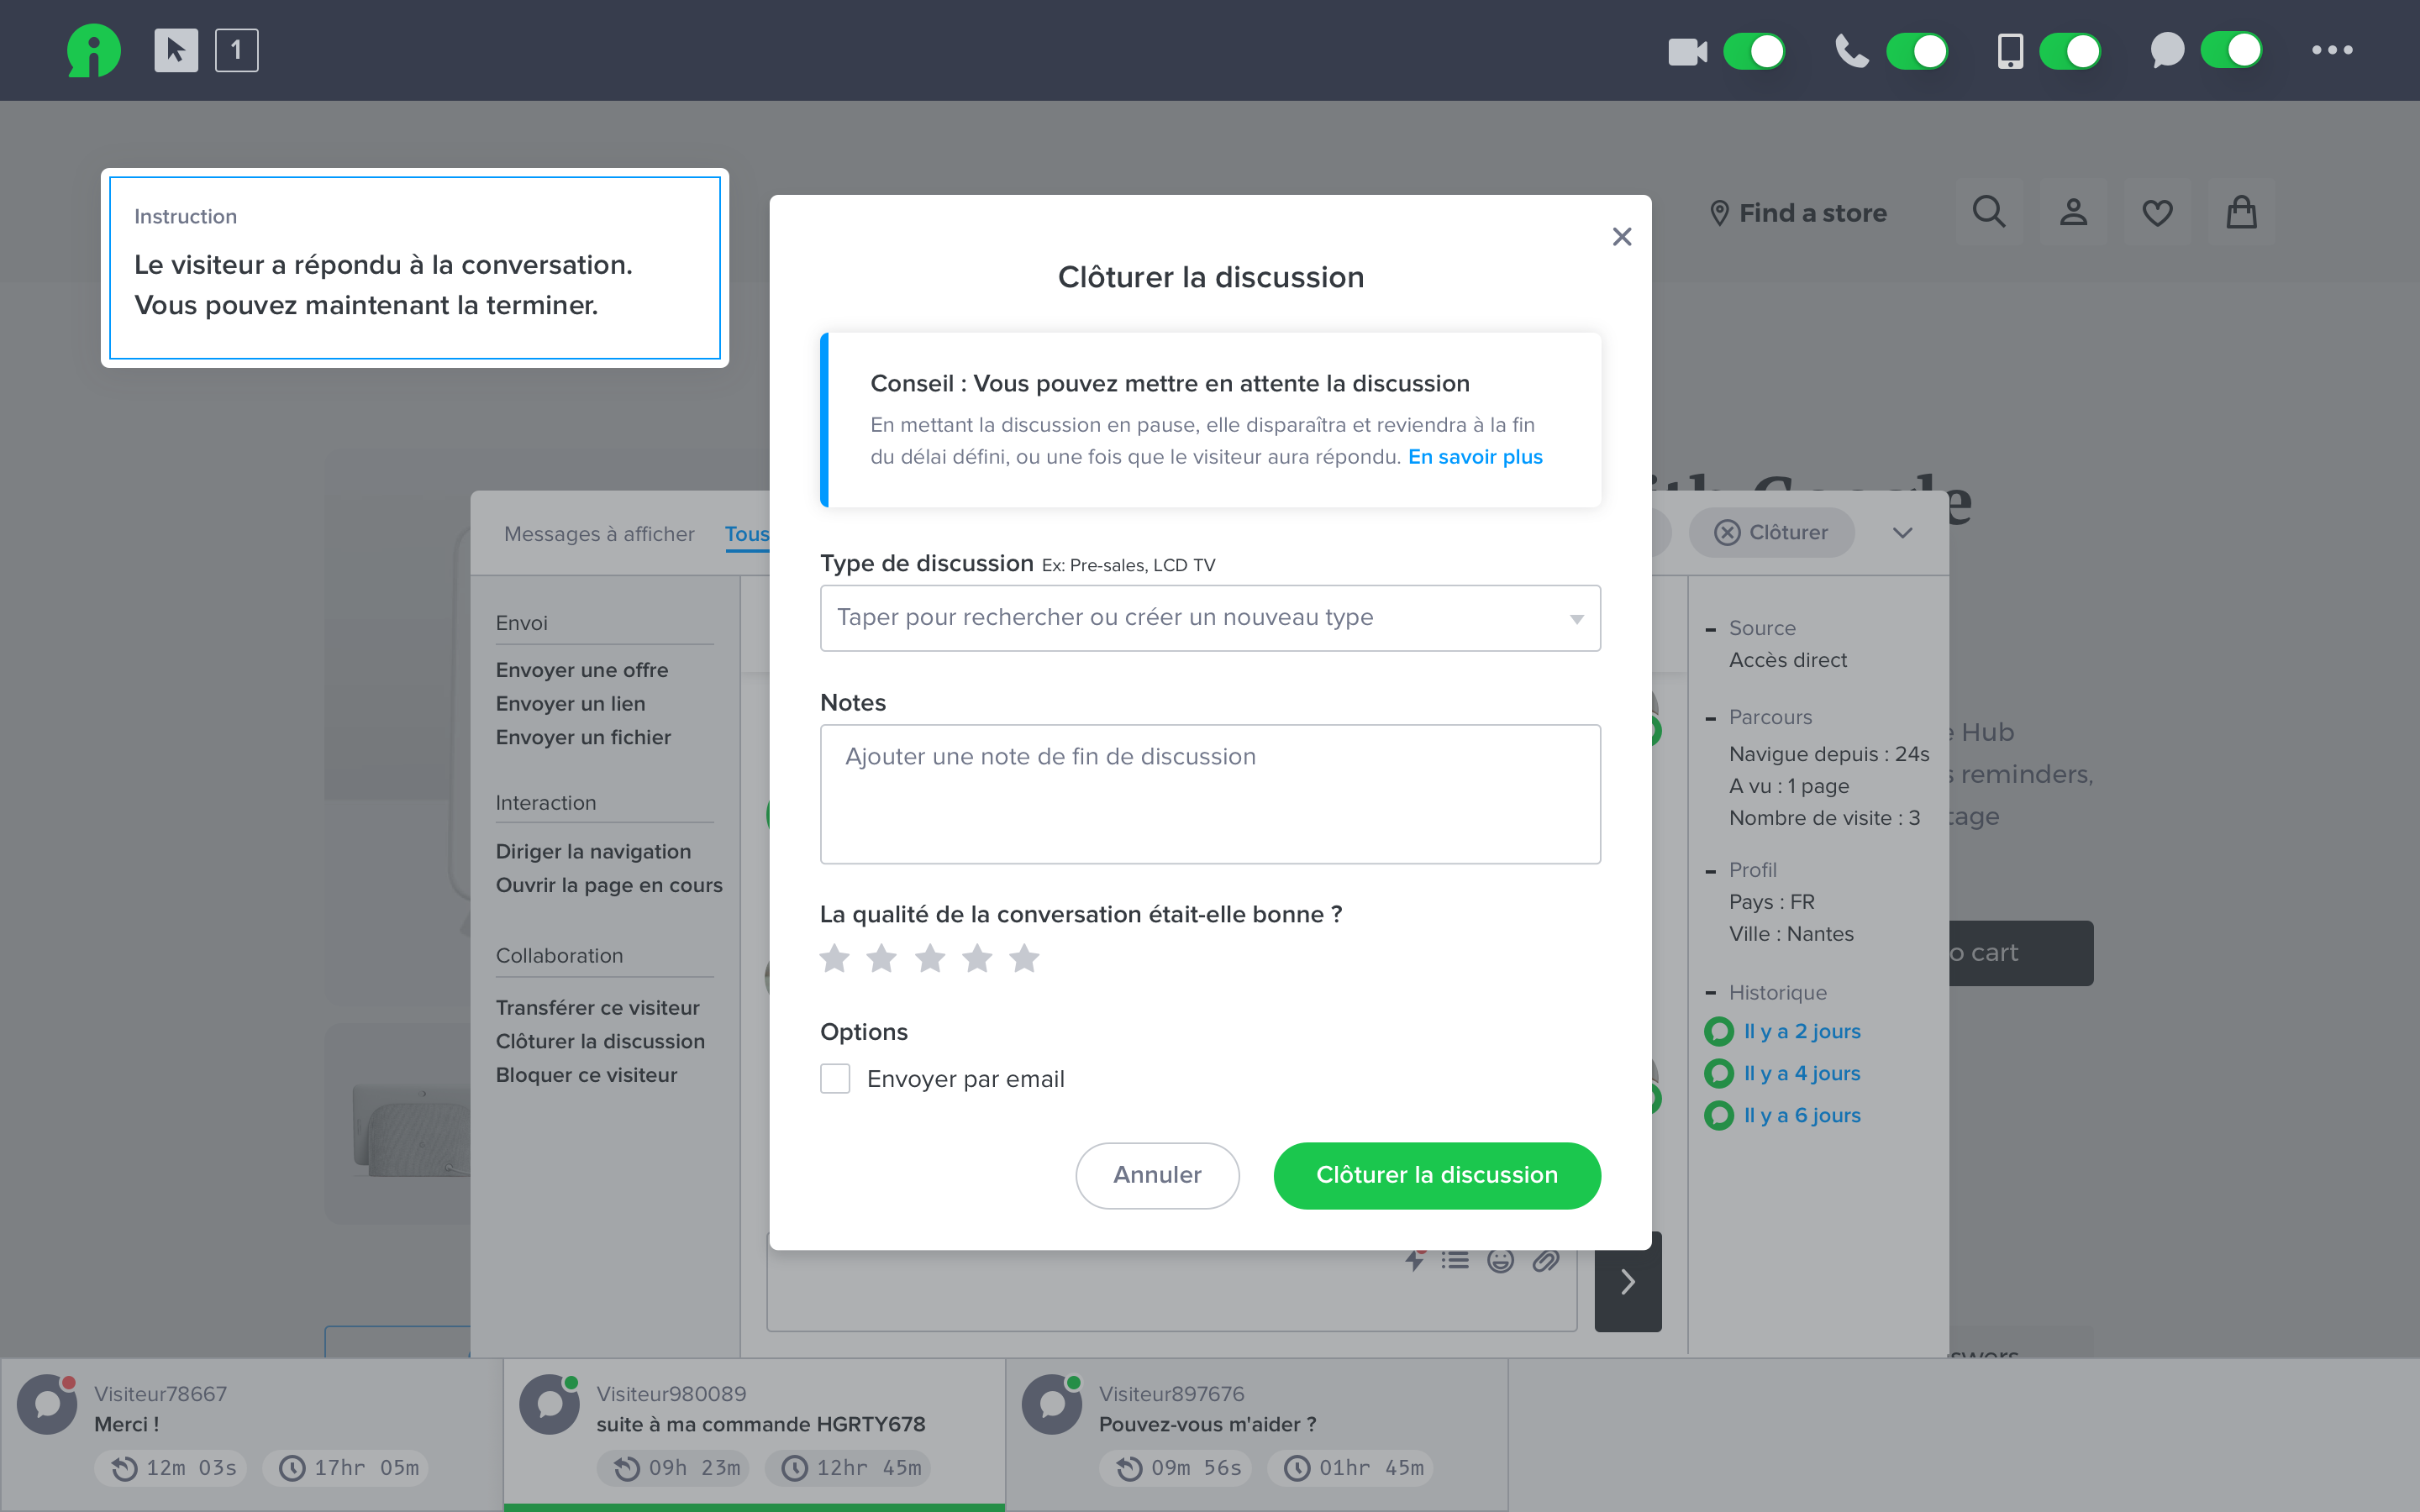 1
Instruction
Le visiteur a répondu à la conversation.
Vous pouvez maintenant la terminer.
Find a store
Clôturer la discussion
Conseil : Vous pouvez mettre en attente la discussion
En mettant la discussion en pause, elle disparaîtra et reviendra à la fin
du délai défini, ou une fois que le visiteur aura répondu. En savoir plus
Type de discussion Ex: Pre-sales, LCD TV
Taper pour rechercher ou créer un nouveau type
Notes
Ajouter une note de fin de discussion
La qualité de la conversation était-elle bonne ?
Options
Envoyer par email
Annuler
Clôturer la discussion
Messages à afficher
Tous
Clôturer
Envoi
Envoyer une offre
Envoyer un lien
Envoyer un fichier
Interaction
Diriger la navigation
Ouvrir la page en cours
Collaboration
Transférer ce visiteur
Clôturer la discussion
Bloquer ce visiteur
Source
Accès direct
Parcours
Navigue depuis : 24s
A vu : 1 page
Nombre de visite : 3
Profil
Pays : FR
Ville : Nantes
Historique
Il y a 2 jours
Il y a 4 jours
Il y a 6 jours
Hub
reminders,
cart
Visiteur78667
Merci !
12m 03s
17hr 05m
Visiteur980089
suite à ma commande HGRTY678
09h 23m
12hr 45m
Visiteur897676
Pouvez-vous m'aider ?
09m 56s
01hr 45m